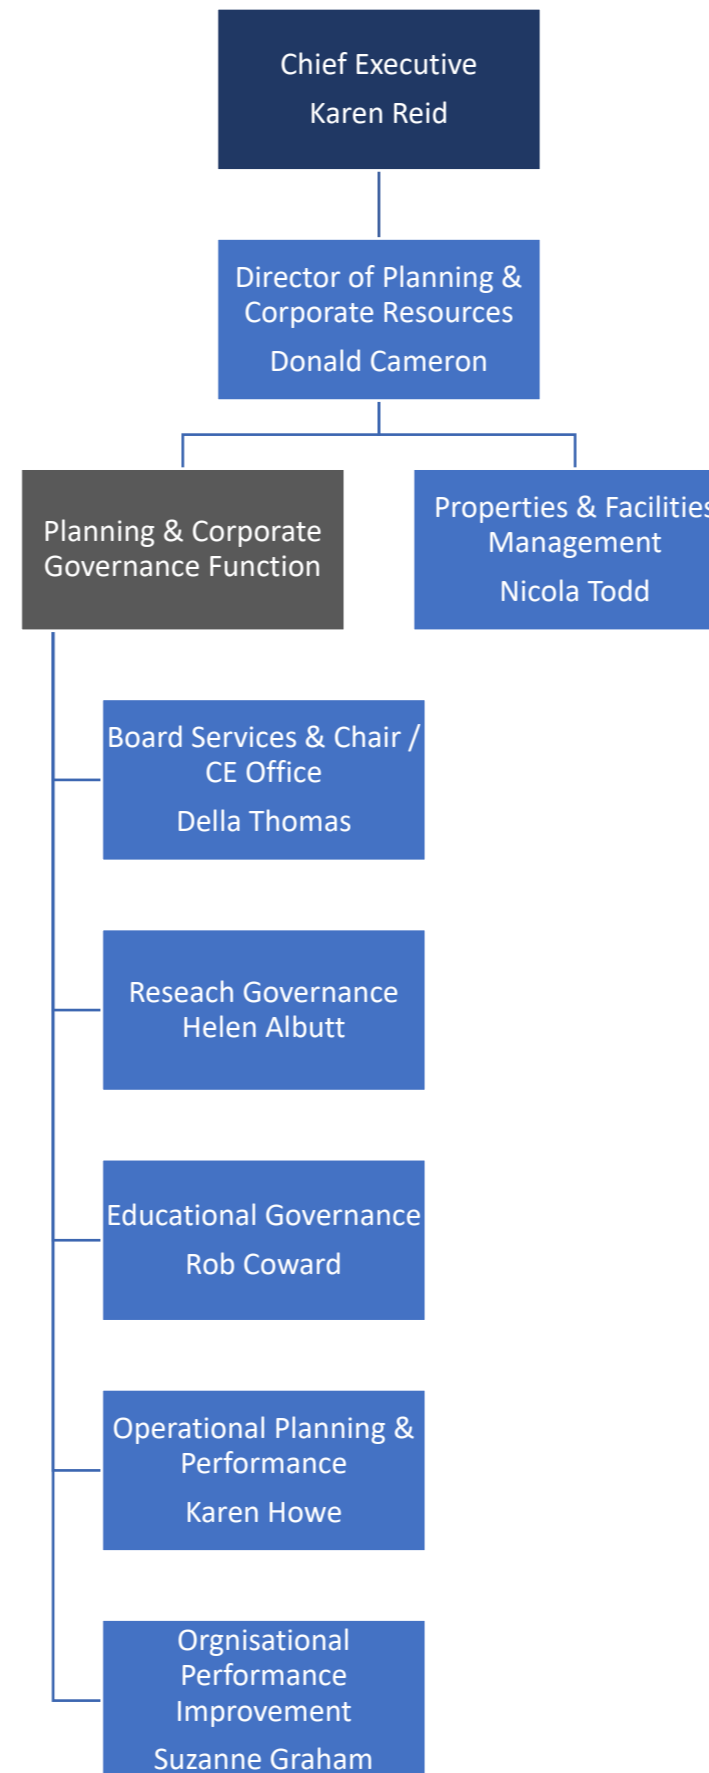 Chief Executive
Karen Reid
Director of Planning &
Corporate Resources
Donald Cameron
Planning & Corporate
Governance Function
Properties & Facilities
Management
Nicola Todd
Board Services & Chair /
CE Office
Della Thomas
Reseach Governance
Helen Albutt
Educational Governance
Rob Coward
Operational Planning &
Performance
Karen Howe
Orgnisational
Performance
Improvement
Suzanne Graham